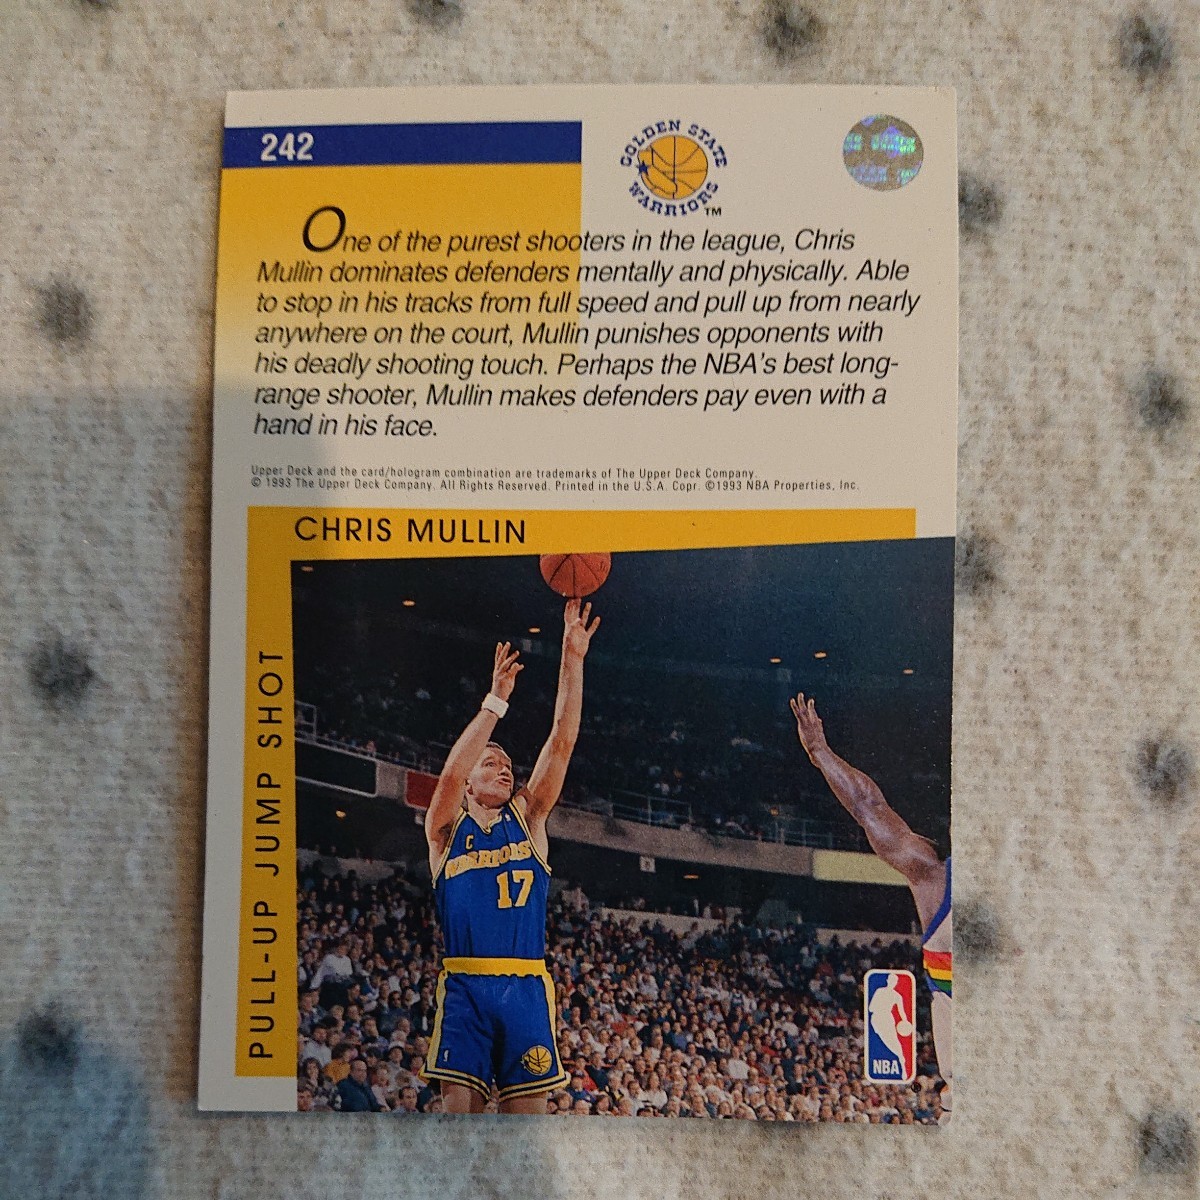 242
GOLDEN STATE
WARRIORS
TM
One of the purest shooters in the league, Chris
Mullin dominates defenders mentally and physically. Able
to stop in his tracks from full speed and pull up from nearly
anywhere on the court, Mullin punishes opponents with
his deadly shooting touch. Perhaps the NBA's best long-
range shooter, Mullin makes defenders pay even with a
hand in his face.
Upper Deck and the card/hologram combination are trademarks of The Upper Deck Company.
© 1993 The Upper Deck Company. All Rights Reserved. Printed in the U.S.A. Copr. ©1993 NBA Properties, Inc.
CHRIS MULLIN
PULL-UP JUMP SHOT
C
WARRIORS
17
NBA
®